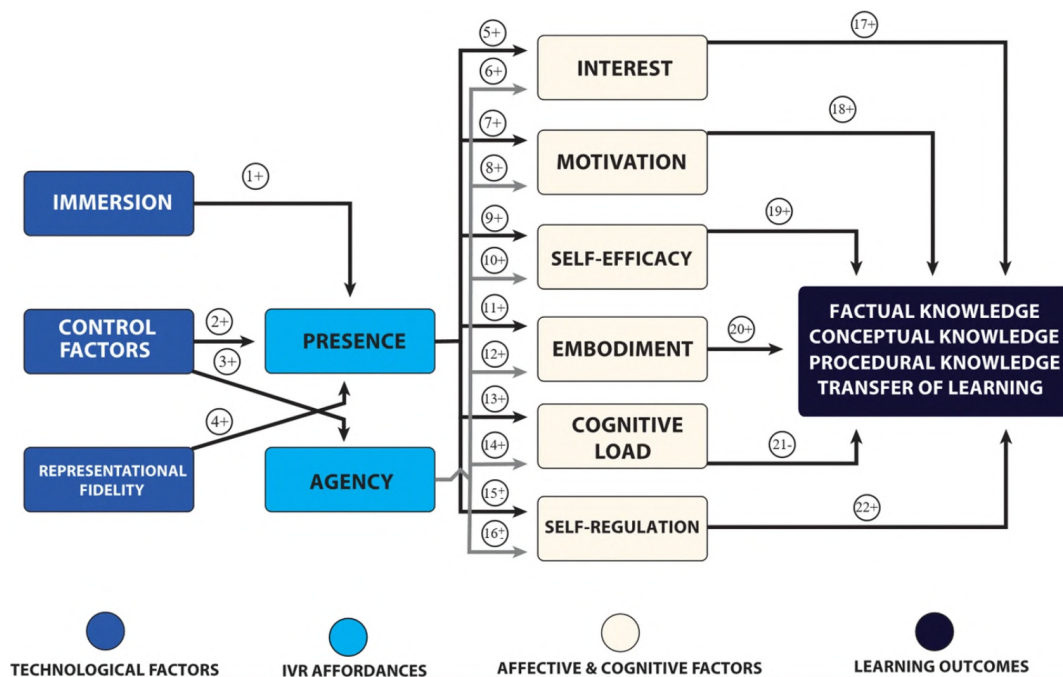 5+
INTEREST
17+
6+
7+
MOTIVATION
18+
8+
IMMERSION
1+
9+
SELF-EFFICACY
19+
10+
CONTROL
FACTORS
2+
3+
PRESENCE
11+
EMBODIMENT
20+
12+
FACTUAL KNOWLEDGE
CONCEPTUAL KNOWLEDGE
PROCEDURAL KNOWLEDGE
TRANSFER OF LEARNING
4+
13+
COGNITIVE
LOAD
21-
14+
REPRESENTATIONAL
FIDELITY
AGENCY
15±
SELF-REGULATION
22+
16±
TECHNOLOGICAL FACTORS
IVR AFFORDANCES
AFFECTIVE & COGNITIVE FACTORS
LEARNING OUTCOMES